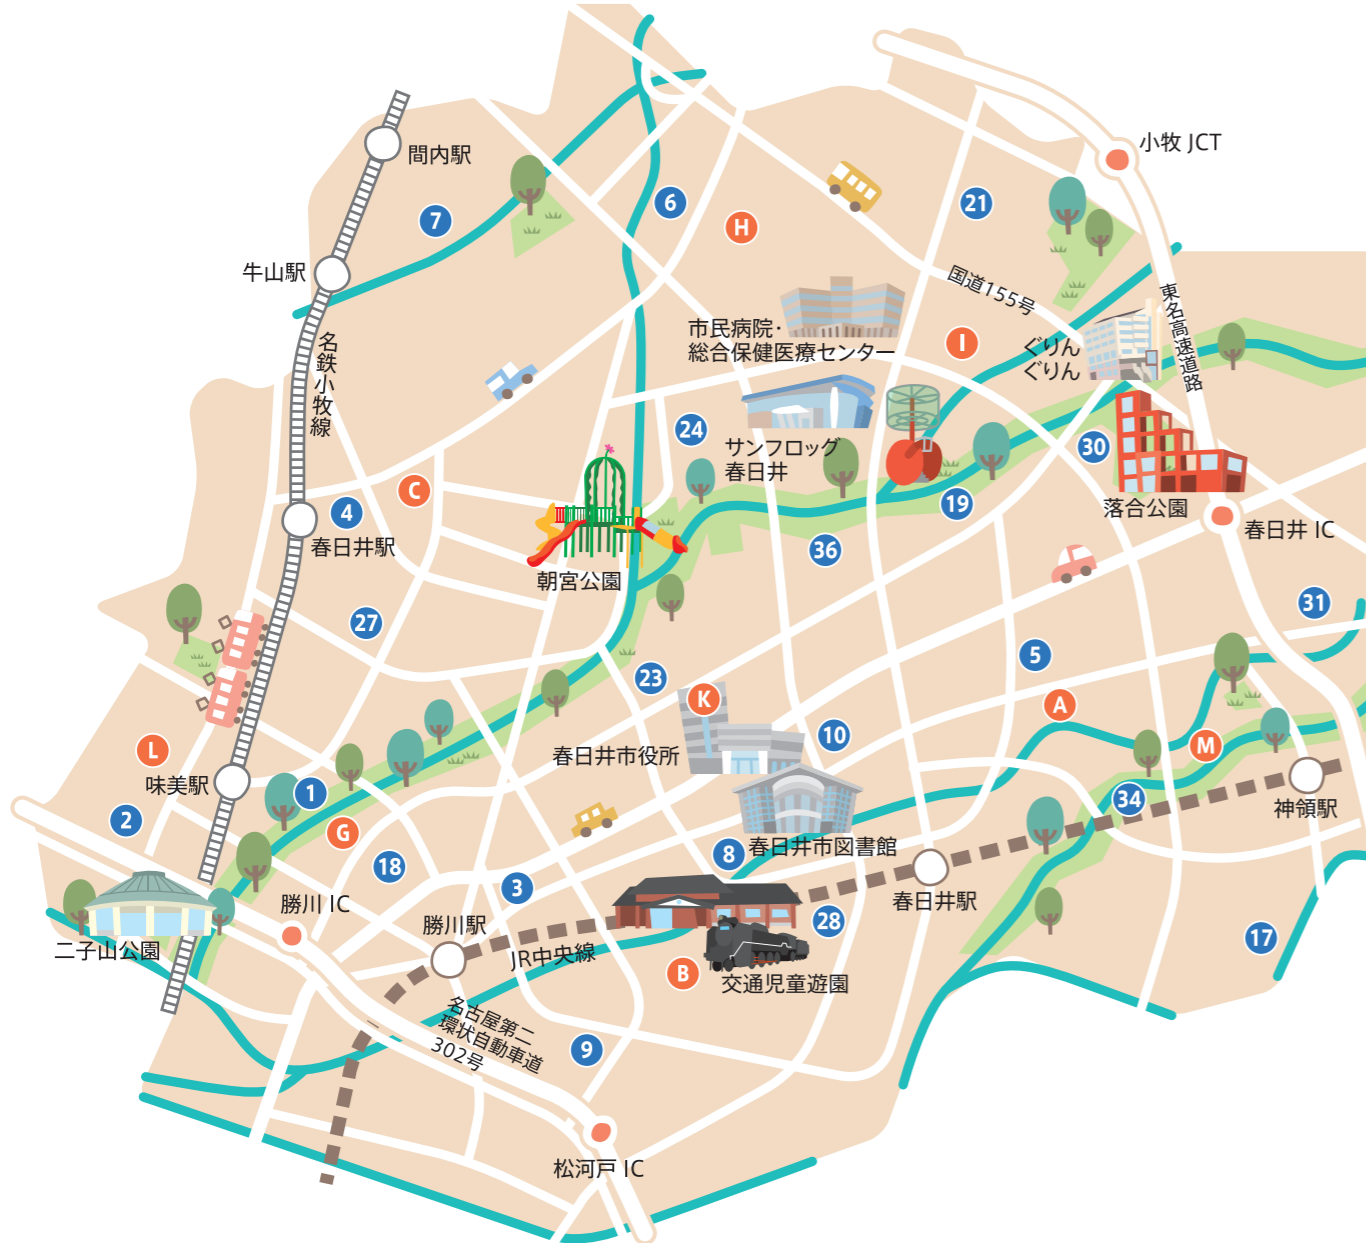 小牧 JCT
間内駅
7
6
H
21
牛山駅
国道155号
東名高速道路
市民病院・
総合保健医療センター
I
ぐりん
ぐりん
名鉄小牧線
24
サンフロッグ
春日井
30
C
19
落合公園
4
春日井駅
36
春日井 IC
朝宮公園
27
31
5
23
K
A
L
10
M
春日井市役所
味美駅
1
2
G
34
神領駅
18
8
春日井市図書館
3
勝川 IC
春日井駅
勝川駅
28
17
二子山公園
JR中央線
B
交通児童遊園
名古屋第二
環状自動車道
302号
9
松河戸 IC